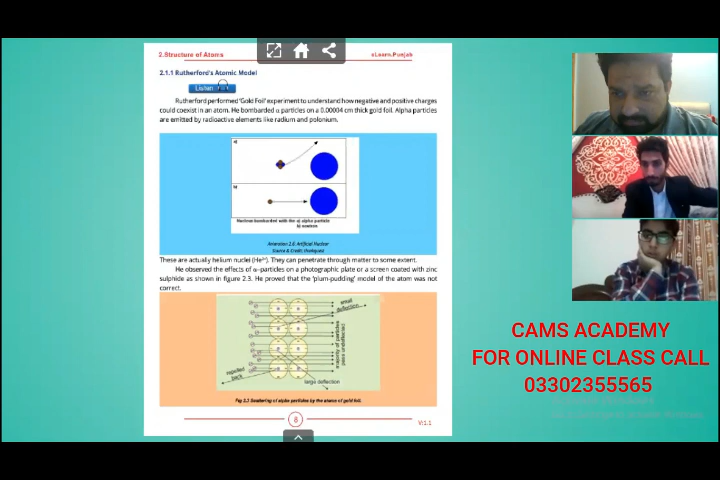 2.Structure of Atoms
eLearn.Punjab
2.1.1 Rutherford's Atomic Model
Listen
Rutherford performed 'Gold Foil' experiment to understand how negative and positive charges
could coexist in an atom. He bombarded α particles on a 0.00004 cm thick gold foil. Alpha particles
are emitted by radioactive elements like radium and polonium.
a)
b)
Nucleus bombarded with the a) alpha particle
b) neutron
Animation 2.6: Artificial Nuclear
Source & Credit: thedguard
These are actually helium nuclei (He²⁺). They can penetrate through matter to some extent.
He observed the effects of α-particles on a photographic plate or a screen coated with zinc
sulphide as shown in figure 2.3. He proved that the 'plum-pudding' model of the atom was not
correct.
small
deflection
majority of particles
pass undeflected
repelled
back
large deflection
Fig 2.3 Scattering of alpha particles by the atoms of gold foil.
8
V:1.1
CAMS ACADEMY
FOR ONLINE CLASS CALL
03302355565